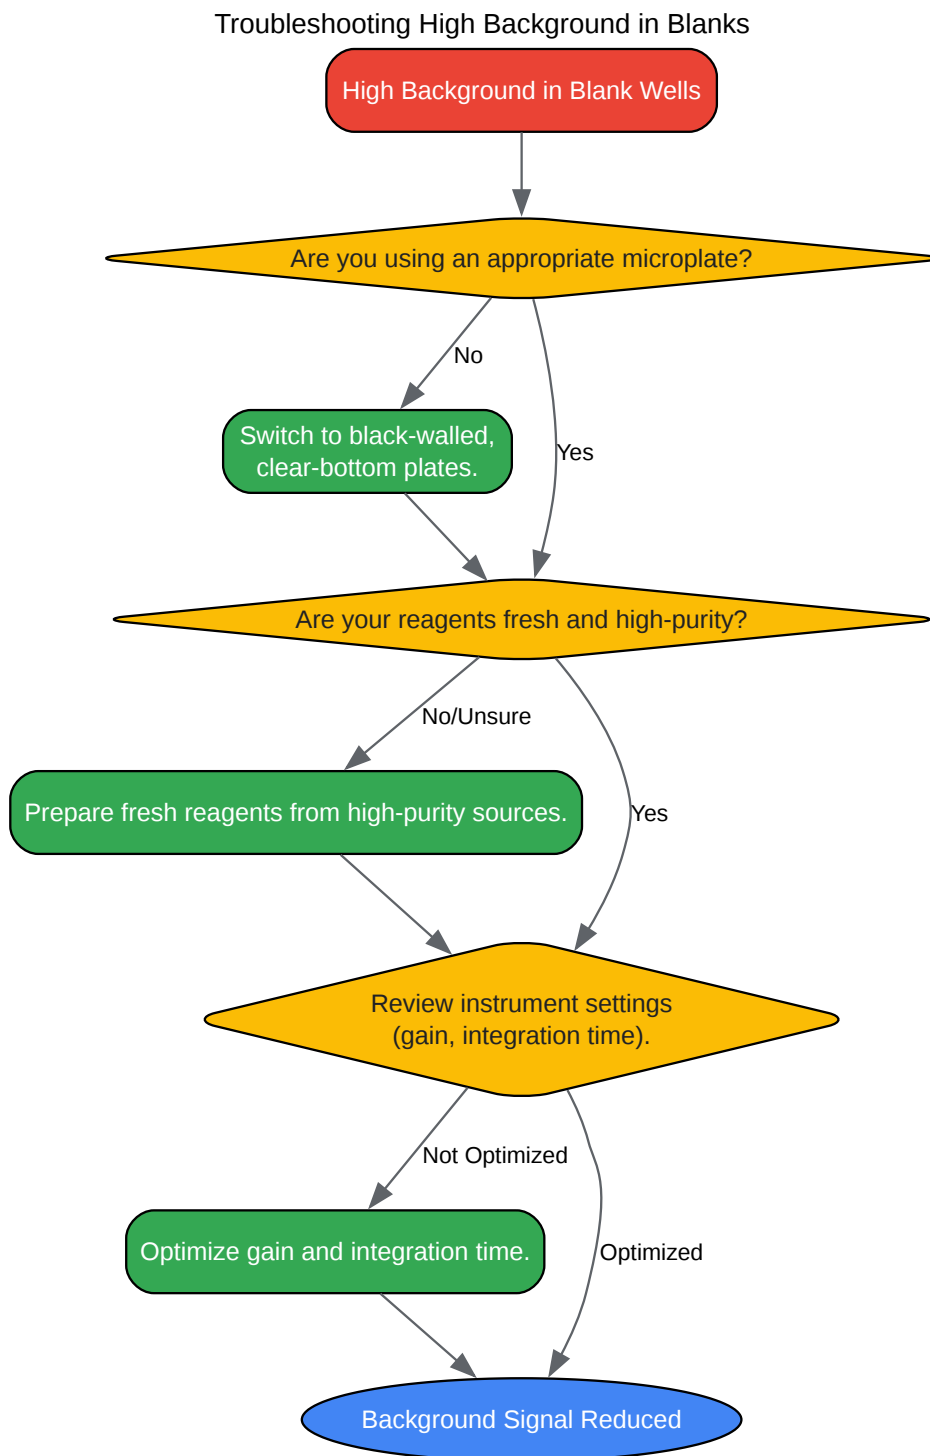 Troubleshooting High Background in Blanks
High Background in Blank Wells
Are you using an appropriate microplate?
No
Switch to black-walled,
clear-bottom plates.
Yes
Are your reagents fresh and high-purity?
No/Unsure
Prepare fresh reagents from high-purity sources.
Yes
Review instrument settings
(gain, integration time).
Not Optimized
Optimize gain and integration time.
Optimized
Background Signal Reduced